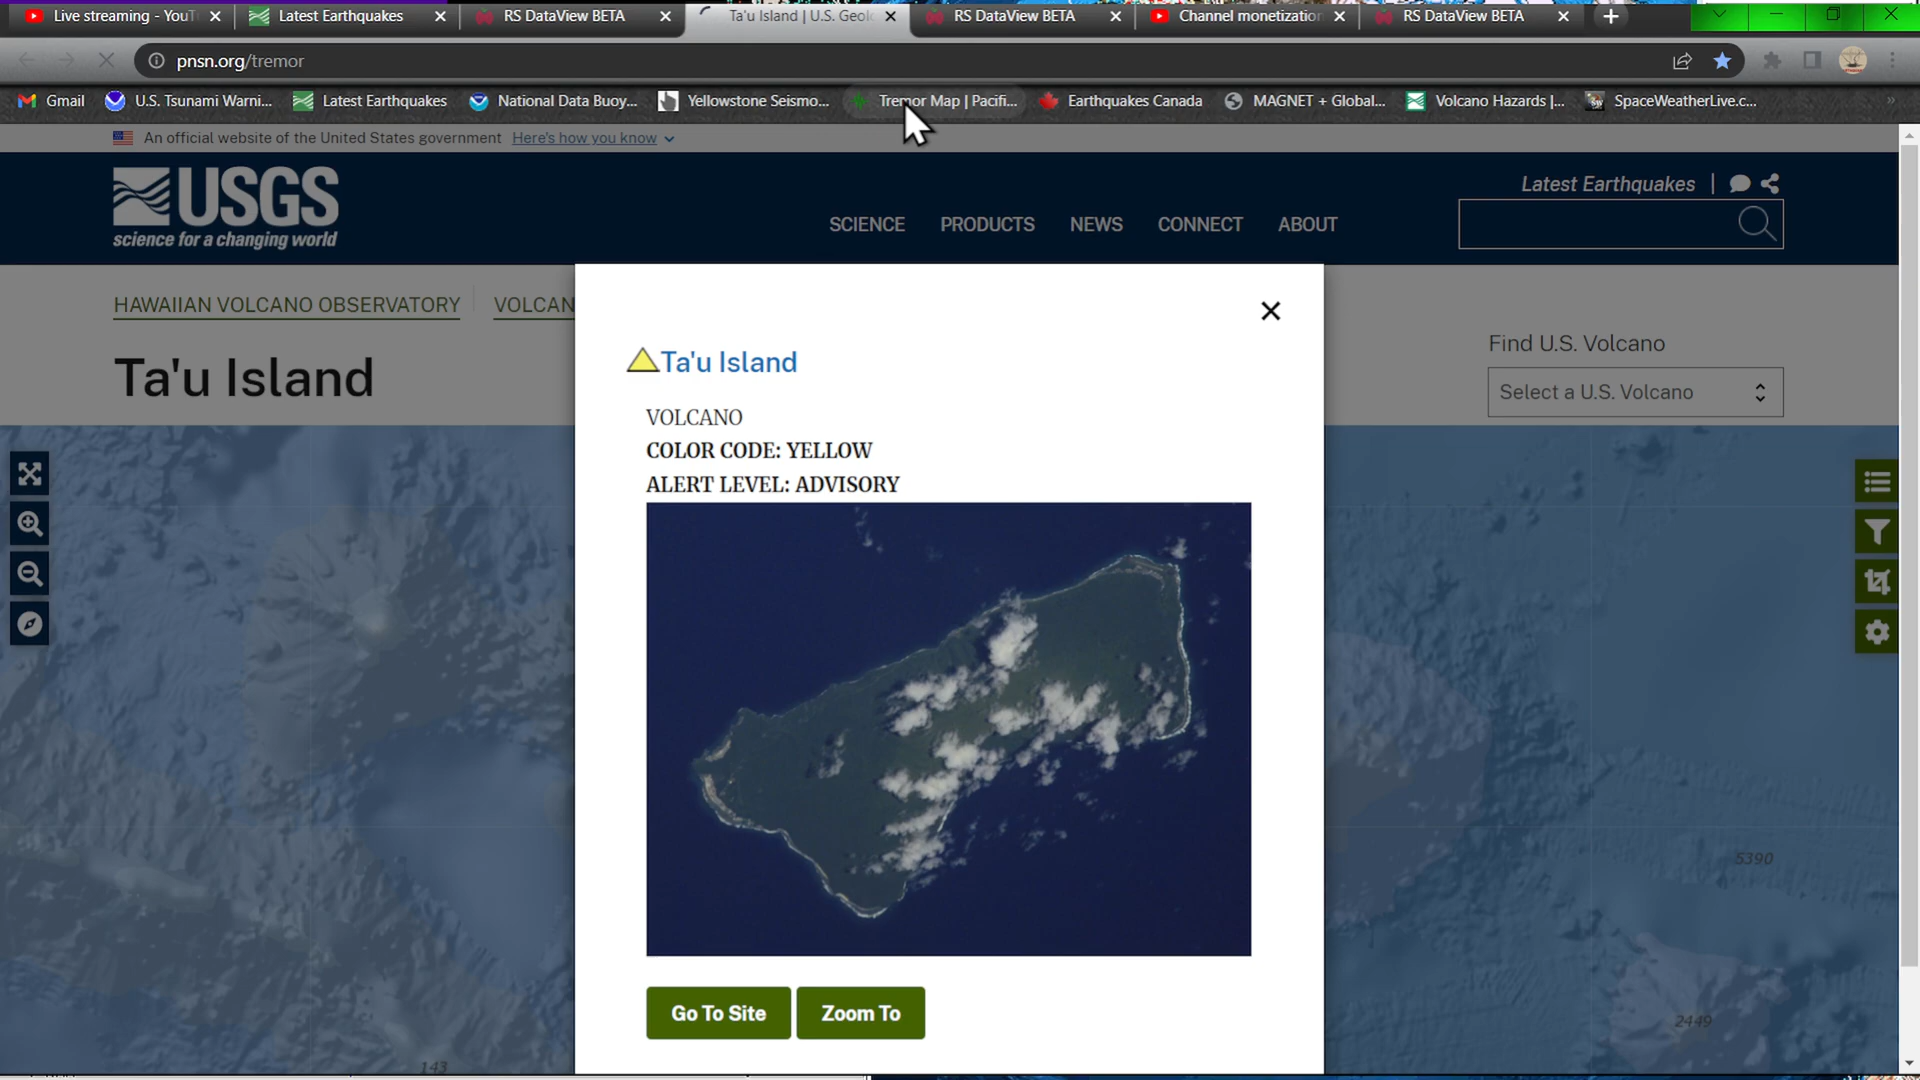 Live streaming - YouT
Latest Earthquakes
RS DataView BETA
Ta'u Island | U.S. Geol
RS DataView BETA
Channel monetization
RS DataView BETA
pnsn.org/tremor
Gmail
U.S. Tsunami Warni...
Latest Earthquakes
National Data Buoy...
Yellowstone Seismo...
Tremor Map | Pacifi...
Earthquakes Canada
MAGNET + Global...
Volcano Hazards |...
SpaceWeatherLive.c...
An official website of the United States government Here's how you know
USGS
science for a changing world
Latest Earthquakes |
SCIENCE PRODUCTS NEWS CONNECT ABOUT
HAWAIIAN VOLCANO OBSERVATORY VOLCAN
Ta'u Island
Find U.S. Volcano
Select a U.S. Volcano
Ta'u Island
VOLCANO
COLOR CODE: YELLOW
ALERT LEVEL: ADVISORY
Go To Site
Zoom To
5390
2449
143